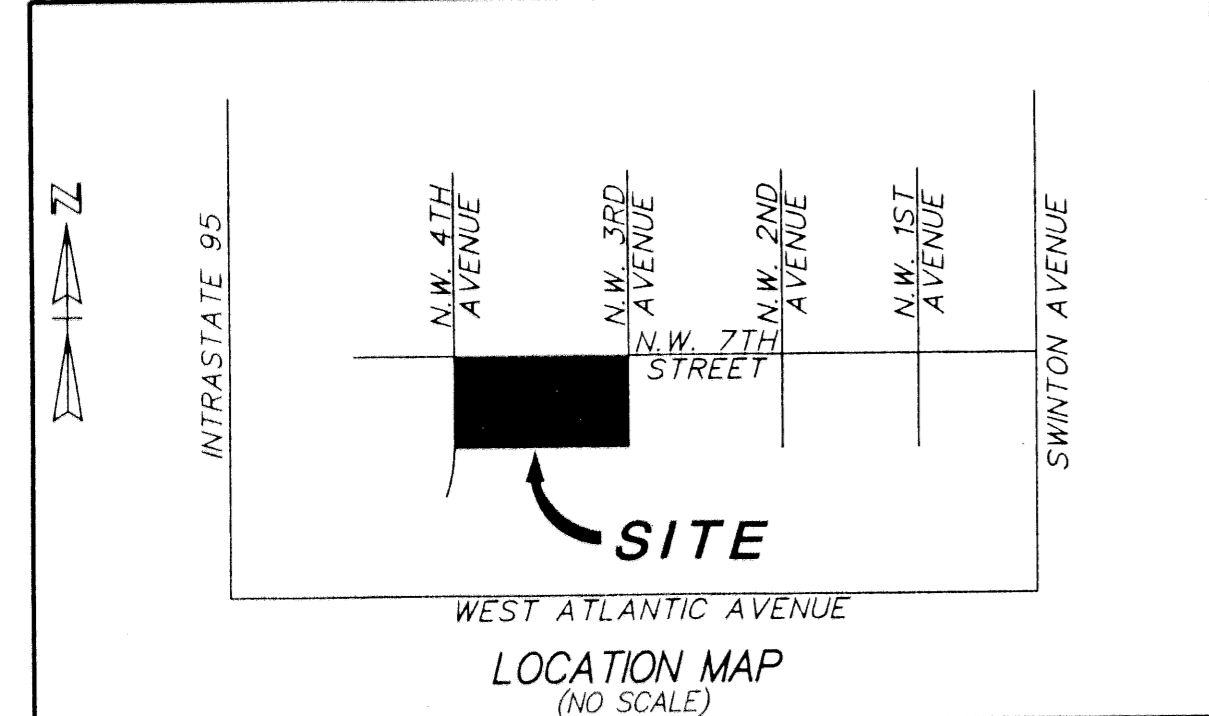 N
INTRASTATE 95
N.W. 4TH
AVENUE
N.W. 3RD
AVENUE
N.W. 2ND
AVENUE
N.W. 1ST
AVENUE
SWINTON AVENUE
N.W. 7TH
STREET
SITE
WEST ATLANTIC AVENUE
LOCATION MAP
(NO SCALE)